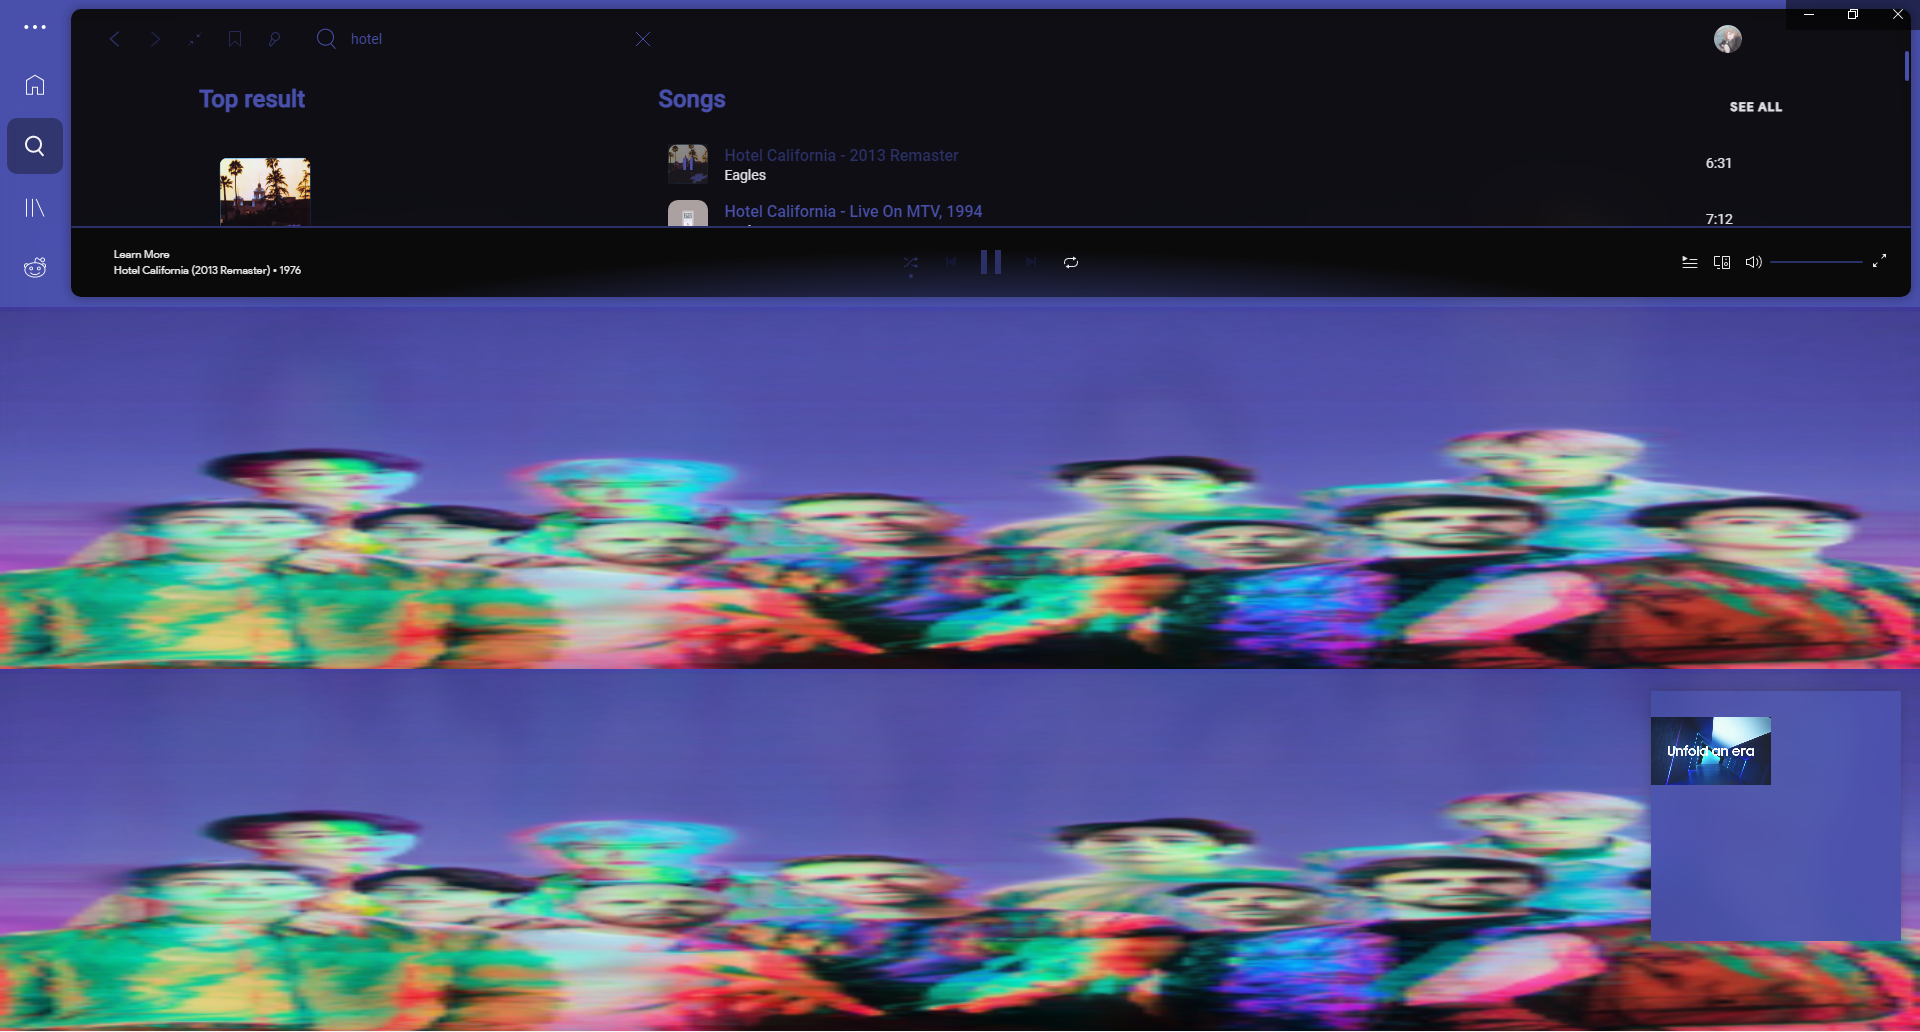 hotel
Top result
Songs
SEE ALL
Hotel California - 2013 Remaster
6:31
Eagles
Hotel California - Live On MTV, 1994
7:12
Learn More
Hotel California (2013 Remaster) • 1976
Unfold an era